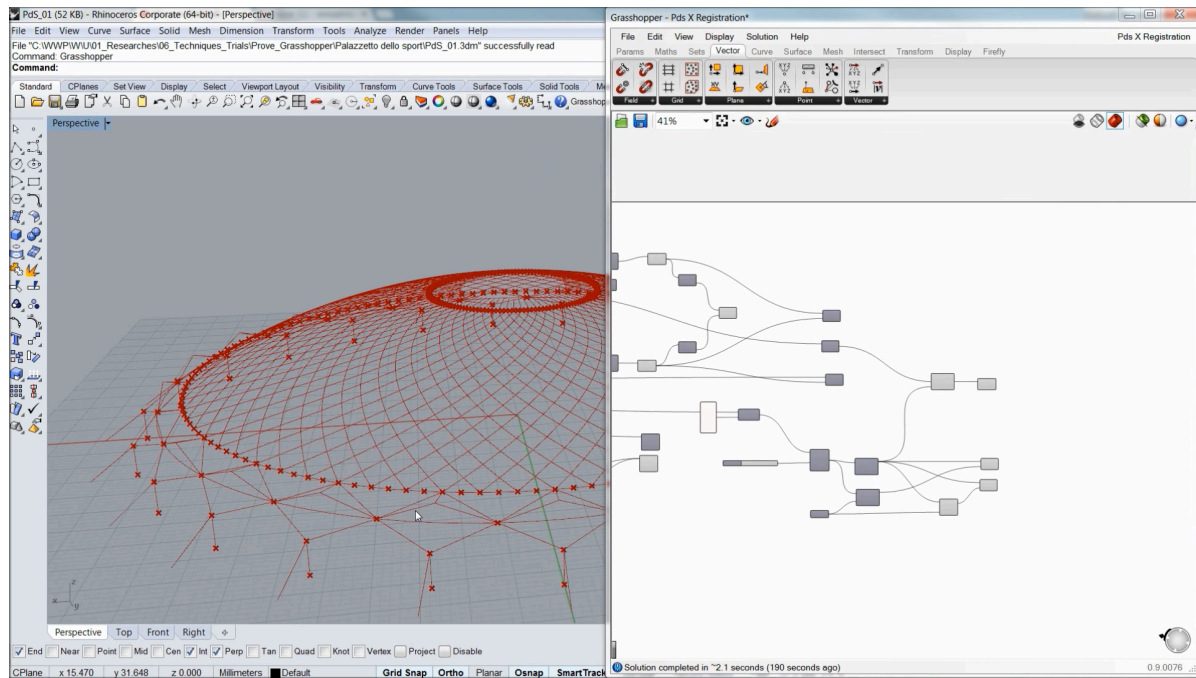 PdS_01 (52 KB) - Rhinoceros Corporate (64-bit) - [Perspective]
File Edit View Curve Surface Solid Mesh Dimension Transform Tools Analyze Render Panels Help
File "C:\WWP\W\U\01_Researches\06_Techniques_Trials\Prove_Grasshopper\Palazzetto dello sport\PdS_01.3dm" successfully read
Command: Grasshopper
Command:
Standard CPlanes Set View Display Select Viewport Layout Visibility Transform Curve Tools Surface Tools Solid Tools
Grasshop
Perspective
z
x
y
Perspective Top Front Right
End Near Point Mid Cen Int Perp Tan Quad Knot Vertex Project Disable
CPlane x 15.470 y 31.648 z 0.000 Millimeters Default Grid Snap Ortho Planar Osnap SmartTrack
Grasshopper - Pds X Registration*
File Edit View Display Solution Help Pds X Registration
Params Maths Sets Vector Curve Surface Mesh Intersect Transform Display Firefly
Field Grid Plane Point Vector
41%
Solution completed in ~2.1 seconds (190 seconds ago) 0.9.0076